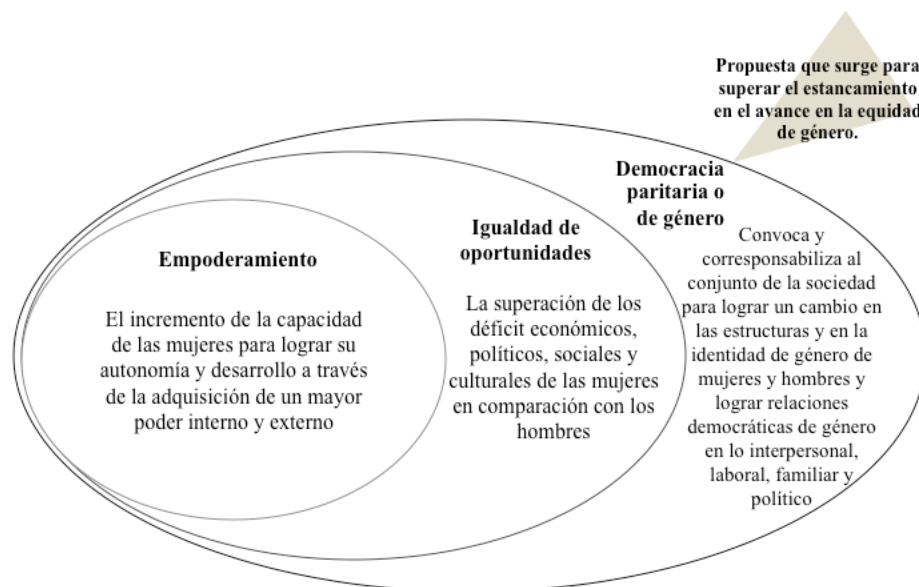 Propuesta que surge para
superar el estancamiento
en el avance en la equidad
de género.
Democracia
paritaria o
de género
Convoca y
corresponsabiliza al
conjunto de la sociedad
para lograr un cambio en
las estructuras y en la
identidad de género de
mujeres y hombres y
lograr relaciones
democráticas de género
en lo interpersonal,
laboral, familiar y
político
Igualdad de
oportunidades
La superación de los
déficit económicos,
políticos, sociales y
culturales de las mujeres
en comparación con los
hombres
Empoderamiento
El incremento de la capacidad
de las mujeres para lograr su
autonomía y desarrollo a través
de la adquisición de un mayor
poder interno y externo